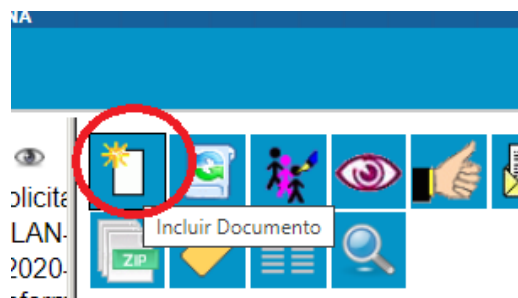 NA
olicita
LAN-
2020-
Incluir Documento
ZIP